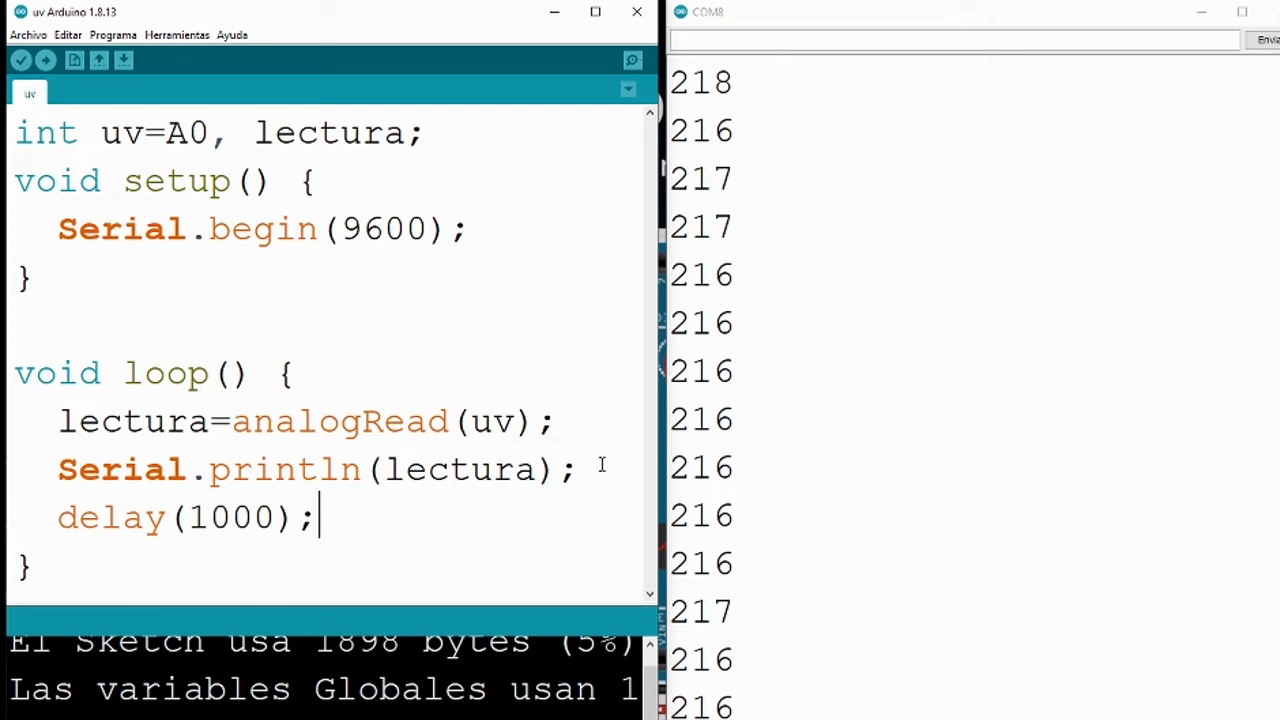 uv Arduino 1.8.13
Archivo Editar Programa Herramientas Ayuda
uv
int uv=A0, lectura;
void setup() {
  Serial.begin(9600);
}
void loop() {
  lectura=analogRead(uv);
  Serial.println(lectura);
  delay(1000);
}
El Sketch usa 1898 bytes (5%)
Las variables Globales usan 1
COM8
Envia
218
216
217
217
216
216
216
216
216
216
216
217
216
216